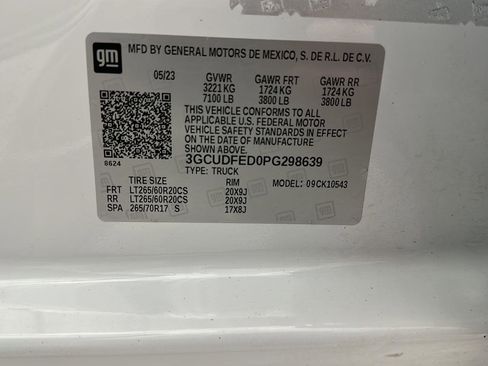 gm
MFD BY GENERAL MOTORS DE MEXICO, S. DE R.L. DE C.V.
05/23 GVWR GAWR FRT GAWR RR
3221 KG 1724 KG 1724 KG
7100 LB 3800 LB 3800 LB
THIS VEHICLE CONFORMS TO ALL
APPLICABLE U.S. FEDERAL MOTOR
VEHICLE SAFETY STANDARDS IN EFFECT
ON THE DATE OF MANUFACTURE
SHOWN ABOVE.
3GCUDFED0PG298639
8624 TYPE: TRUCK
TIRE SIZE RIM MODEL: 09CK10543
FRT LT265/60R20CS 20X9J
RR LT265/60R20CS 20X9J
SPA 265/70R17 S 17X8J